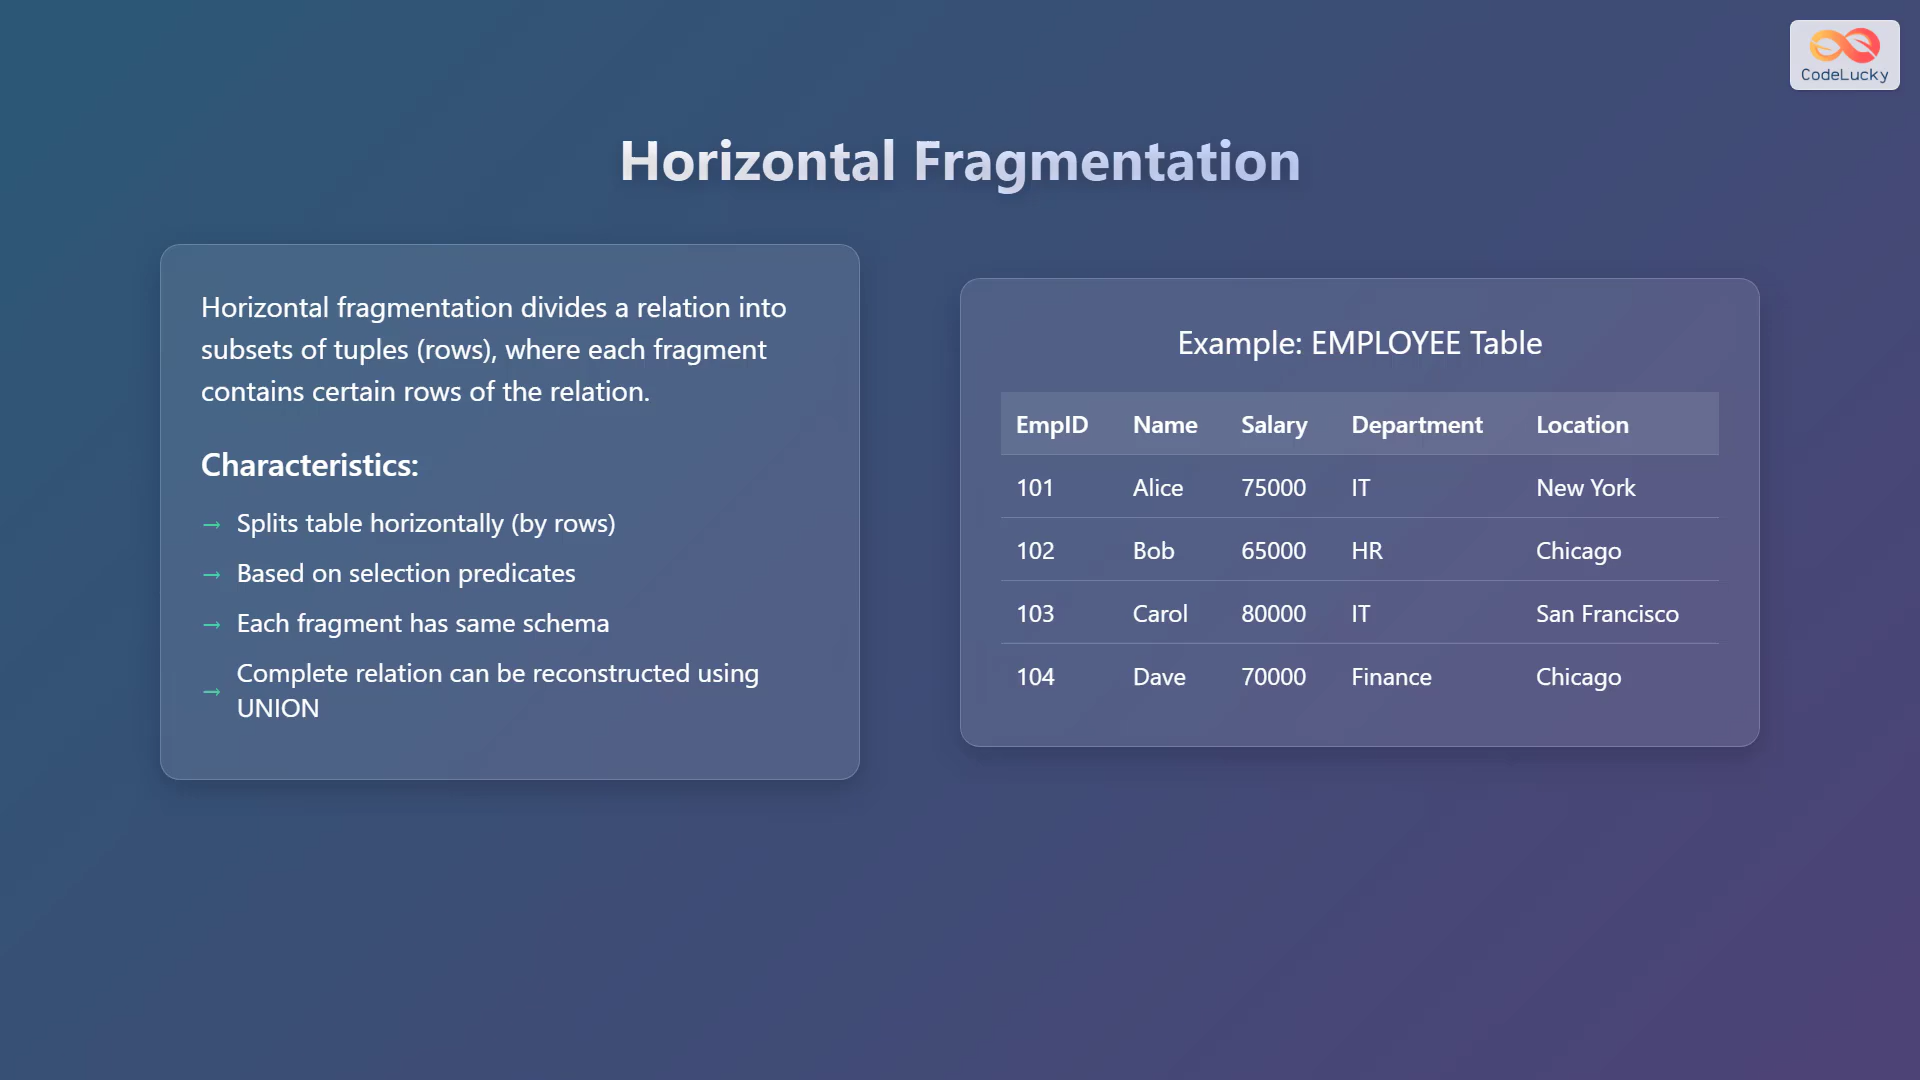 CodeLucky
Horizontal Fragmentation
Horizontal fragmentation divides a relation into
subsets of tuples (rows), where each fragment
contains certain rows of the relation.
Characteristics:
→ Splits table horizontally (by rows)
→ Based on selection predicates
→ Each fragment has same schema
→ Complete relation can be reconstructed using
UNION
Example: EMPLOYEE Table
EmpID Name Salary Department Location
101 Alice 75000 IT New York
102 Bob 65000 HR Chicago
103 Carol 80000 IT San Francisco
104 Dave 70000 Finance Chicago